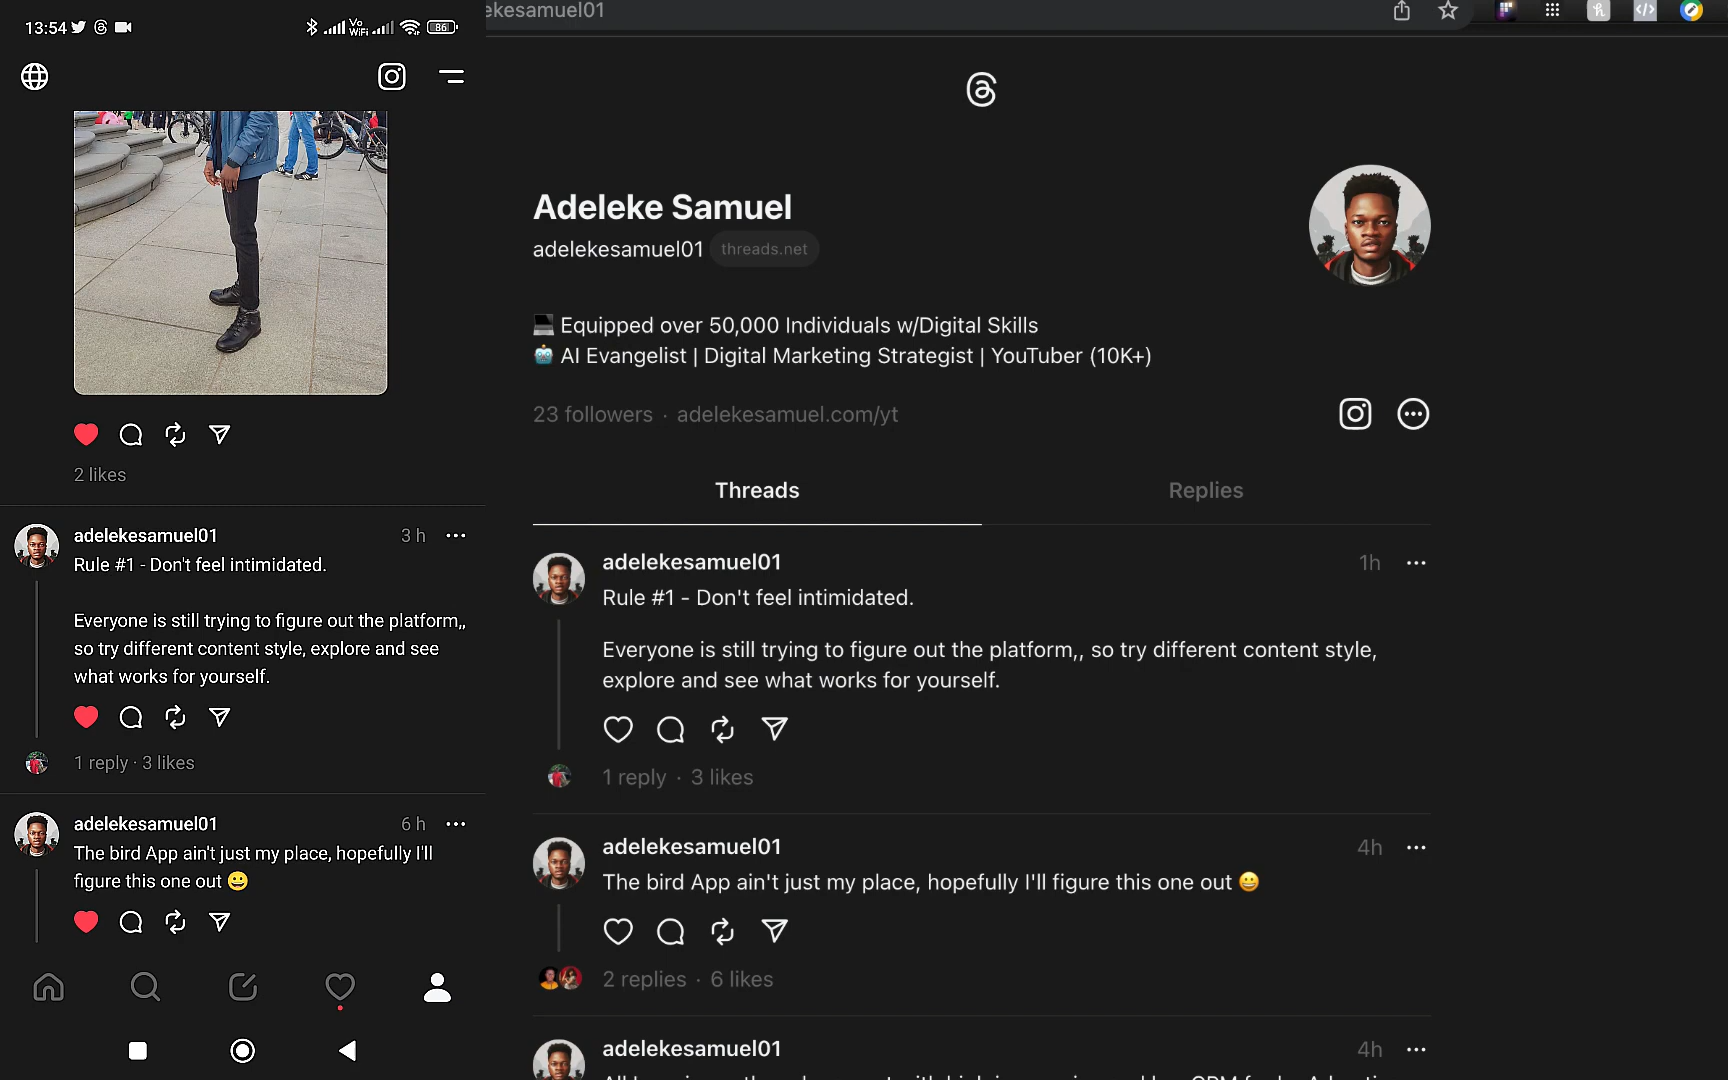 13:54
Vo
WiFi
86
2 likes
adelekesamuel01
3 h
Rule #1 - Don't feel intimidated.
Everyone is still trying to figure out the platform,,
so try different content style, explore and see
what works for yourself.
1 reply · 3 likes
adelekesamuel01
6 h
The bird App ain't just my place, hopefully I'll
figure this one out 😀
ekesamuel01
Adeleke Samuel
adelekesamuel01 threads.net
💻 Equipped over 50,000 Individuals w/Digital Skills
🤖 AI Evangelist | Digital Marketing Strategist | YouTuber (10K+)
23 followers · adelekesamuel.com/yt
Threads
Replies
adelekesamuel01
1h
Rule #1 - Don't feel intimidated.
Everyone is still trying to figure out the platform,, so try different content style,
explore and see what works for yourself.
1 reply · 3 likes
adelekesamuel01
4h
The bird App ain't just my place, hopefully I'll figure this one out 😀
2 replies · 6 likes
adelekesamuel01
4h